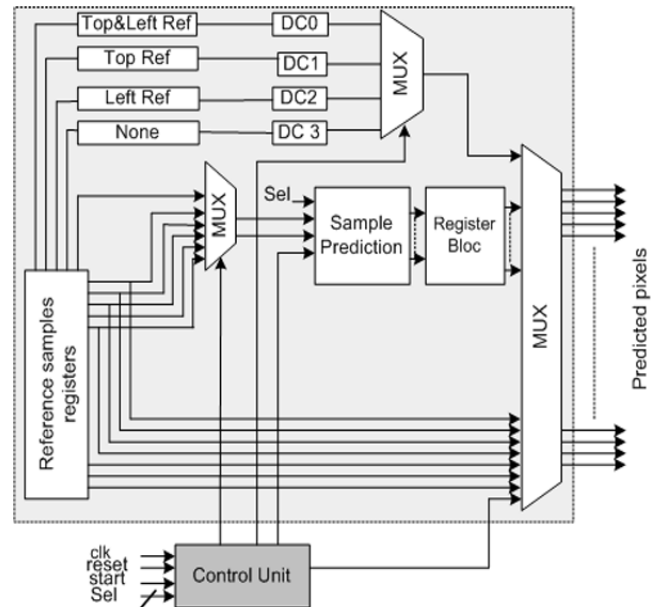 Top&Left Ref
DC0
Top Ref
DC1
Left Ref
DC2
None
DC 3
MUX
MUX
Sel
Sample
Prediction
Register
Bloc
MUX
Predicted pixels
Reference samples
registers
clk
reset
start
Sel
Control Unit